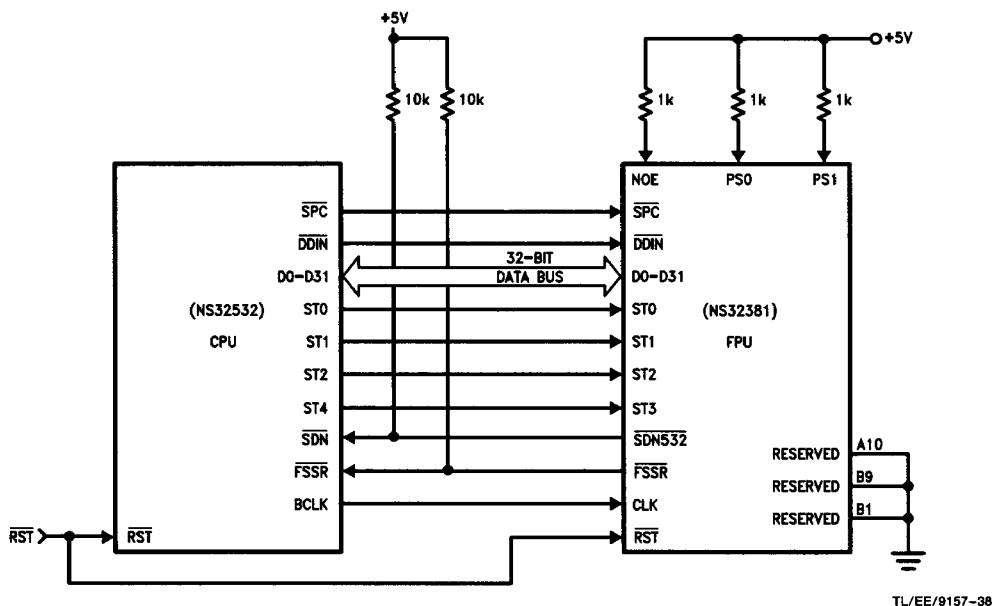 +5V
+5V
10k
10k
1k
1k
1k
NOE
PS0
PS1
SPC
SPC
DDIN
DDIN
32-BIT
D0-D31
DATA BUS
D0-D31
(NS32532)
CPU
(NS32381)
FPU
ST0
ST0
ST1
ST1
ST2
ST2
ST4
ST3
SDN
SDN532
FSSR
FSSR
BCLK
CLK
RST
RST
RST
RESERVED
A10
RESERVED
B9
RESERVED
B1
TL/EE/9157-38